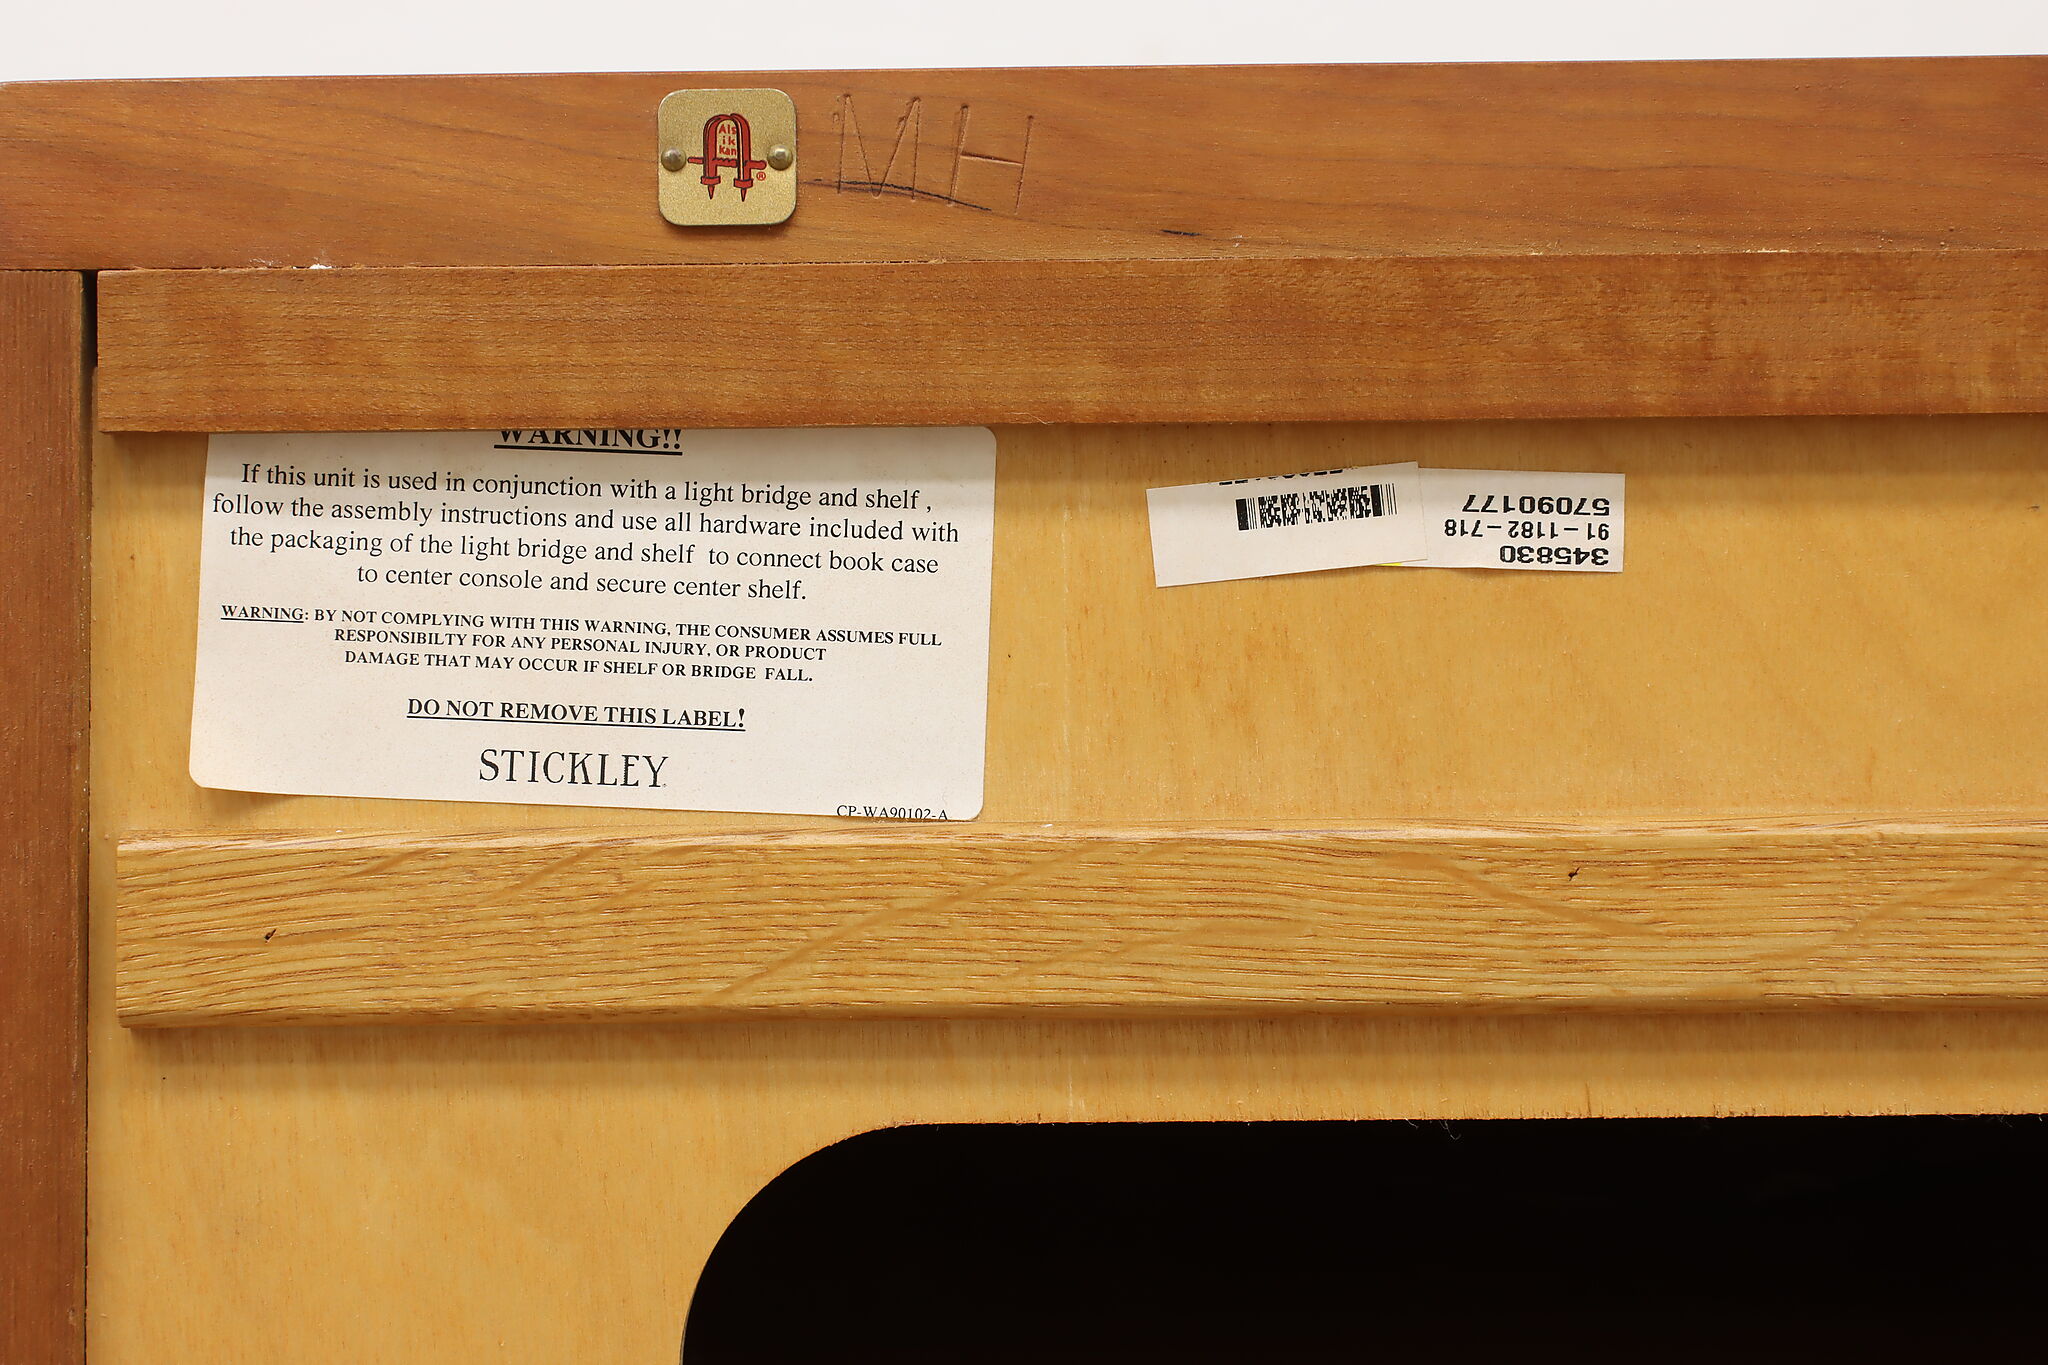 Als
ik
Kan
®
MH
WARNING!!
If this unit is used in conjunction with a light bridge and shelf ,
follow the assembly instructions and use all hardware included with
the packaging of the light bridge and shelf to connect book case
to center console and secure center shelf.
WARNING: BY NOT COMPLYING WITH THIS WARNING, THE CONSUMER ASSUMES FULL
RESPONSIBILTY FOR ANY PERSONAL INJURY, OR PRODUCT
DAMAGE THAT MAY OCCUR IF SHELF OR BRIDGE FALL.
DO NOT REMOVE THIS LABEL!
STICKLEY
CP-WA90102-A
345830
91-1182-718
57090177